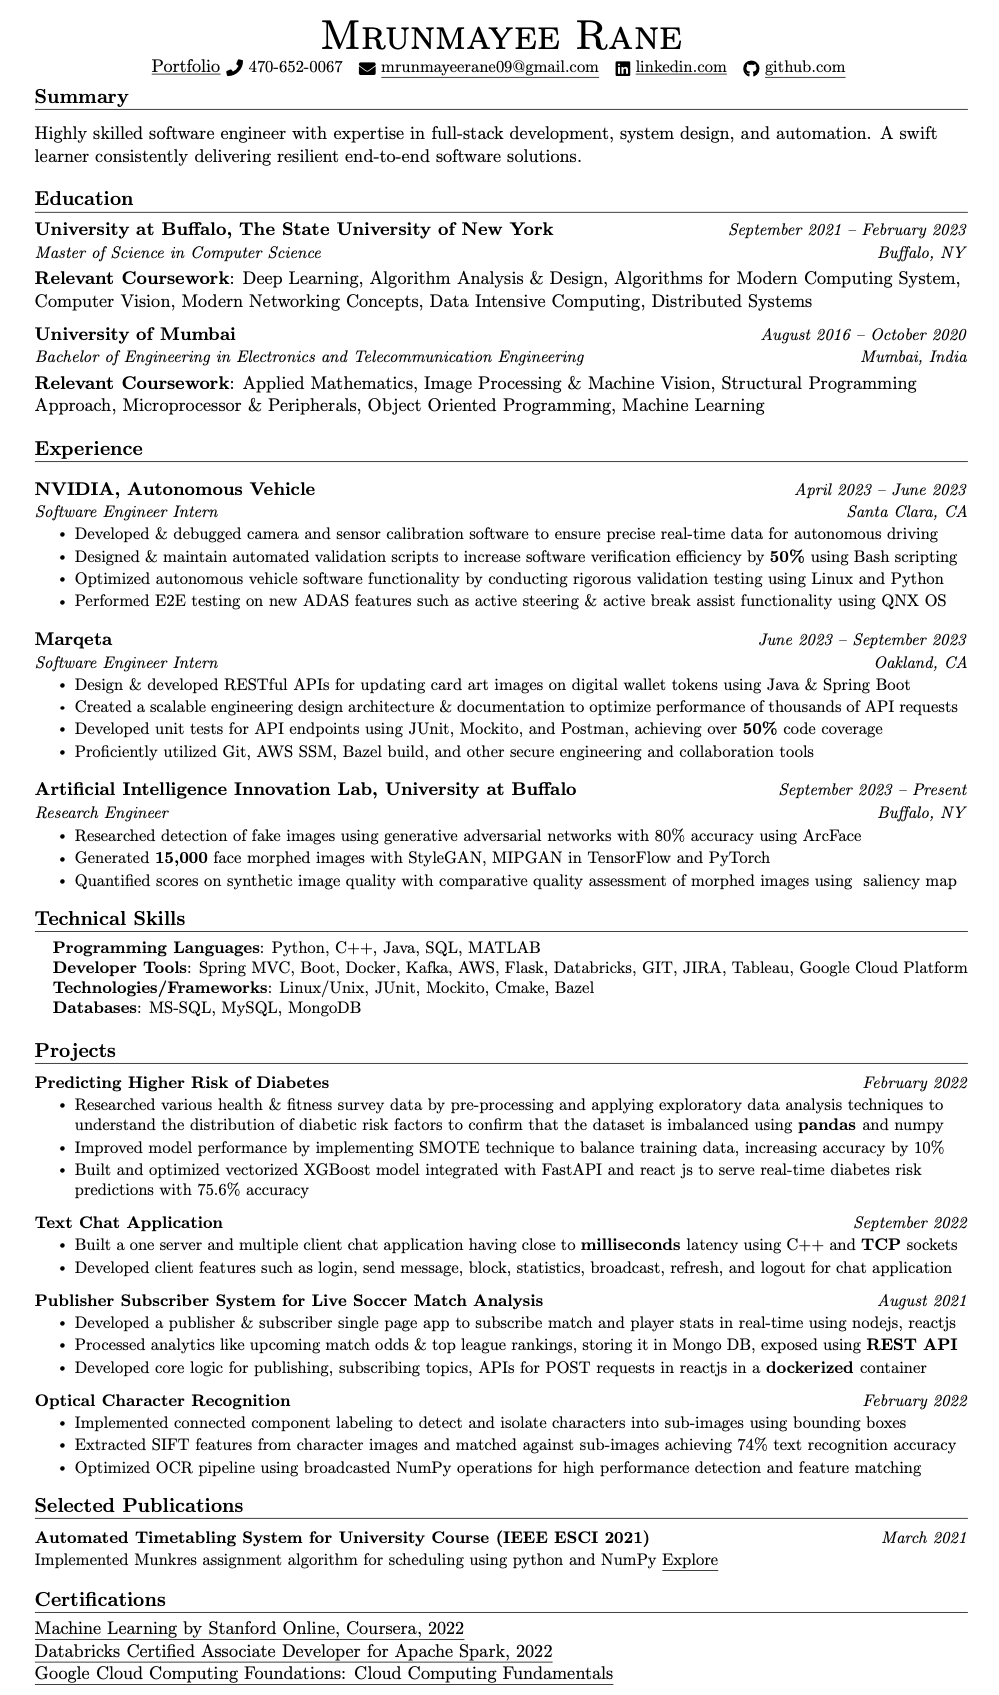 Mrunmayee Rane
Portfolio 470-652-0067 mrunmayeerane09@gmail.com linkedin.com github.com
Summary
Highly skilled software engineer with expertise in full-stack development, system design, and automation. A swift
learner consistently delivering resilient end-to-end software solutions.
Education
University at Buffalo, The State University of New York September 2021 – February 2023
Master of Science in Computer Science Buffalo, NY
Relevant Coursework: Deep Learning, Algorithm Analysis & Design, Algorithms for Modern Computing System,
Computer Vision, Modern Networking Concepts, Data Intensive Computing, Distributed Systems
University of Mumbai August 2016 – October 2020
Bachelor of Engineering in Electronics and Telecommunication Engineering Mumbai, India
Relevant Coursework: Applied Mathematics, Image Processing & Machine Vision, Structural Programming
Approach, Microprocessor & Peripherals, Object Oriented Programming, Machine Learning
Experience
NVIDIA, Autonomous Vehicle April 2023 – June 2023
Software Engineer Intern Santa Clara, CA
• Developed & debugged camera and sensor calibration software to ensure precise real-time data for autonomous driving
• Designed & maintain automated validation scripts to increase software verification efficiency by 50% using Bash scripting
• Optimized autonomous vehicle software functionality by conducting rigorous validation testing using Linux and Python
• Performed E2E testing on new ADAS features such as active steering & active break assist functionality using QNX OS
Marqeta June 2023 – September 2023
Software Engineer Intern Oakland, CA
• Design & developed RESTful APIs for updating card art images on digital wallet tokens using Java & Spring Boot
• Created a scalable engineering design architecture & documentation to optimize performance of thousands of API requests
• Developed unit tests for API endpoints using JUnit, Mockito, and Postman, achieving over 50% code coverage
• Proficiently utilized Git, AWS SSM, Bazel build, and other secure engineering and collaboration tools
Artificial Intelligence Innovation Lab, University at Buffalo September 2023 – Present
Research Engineer Buffalo, NY
• Researched detection of fake images using generative adversarial networks with 80% accuracy using ArcFace
• Generated 15,000 face morphed images with StyleGAN, MIPGAN in TensorFlow and PyTorch
• Quantified scores on synthetic image quality with comparative quality assessment of morphed images using saliency map
Technical Skills
Programming Languages: Python, C++, Java, SQL, MATLAB
Developer Tools: Spring MVC, Boot, Docker, Kafka, AWS, Flask, Databricks, GIT, JIRA, Tableau, Google Cloud Platform
Technologies/Frameworks: Linux/Unix, JUnit, Mockito, Cmake, Bazel
Databases: MS-SQL, MySQL, MongoDB
Projects
Predicting Higher Risk of Diabetes February 2022
• Researched various health & fitness survey data by pre-processing and applying exploratory data analysis techniques to
understand the distribution of diabetic risk factors to confirm that the dataset is imbalanced using pandas and numpy
• Improved model performance by implementing SMOTE technique to balance training data, increasing accuracy by 10%
• Built and optimized vectorized XGBoost model integrated with FastAPI and react js to serve real-time diabetes risk
predictions with 75.6% accuracy
Text Chat Application September 2022
• Built a one server and multiple client chat application having close to milliseconds latency using C++ and TCP sockets
• Developed client features such as login, send message, block, statistics, broadcast, refresh, and logout for chat application
Publisher Subscriber System for Live Soccer Match Analysis August 2021
• Developed a publisher & subscriber single page app to subscribe match and player stats in real-time using nodejs, reactjs
• Processed analytics like upcoming match odds & top league rankings, storing it in Mongo DB, exposed using REST API
• Developed core logic for publishing, subscribing topics, APIs for POST requests in reactjs in a dockerized container
Optical Character Recognition February 2022
• Implemented connected component labeling to detect and isolate characters into sub-images using bounding boxes
• Extracted SIFT features from character images and matched against sub-images achieving 74% text recognition accuracy
• Optimized OCR pipeline using broadcasted NumPy operations for high performance detection and feature matching
Selected Publications
Automated Timetabling System for University Course (IEEE ESCI 2021) March 2021
Implemented Munkres assignment algorithm for scheduling using python and NumPy Explore
Certifications
Machine Learning by Stanford Online, Coursera, 2022
Databricks Certified Associate Developer for Apache Spark, 2022
Google Cloud Computing Foundations: Cloud Computing Fundamentals